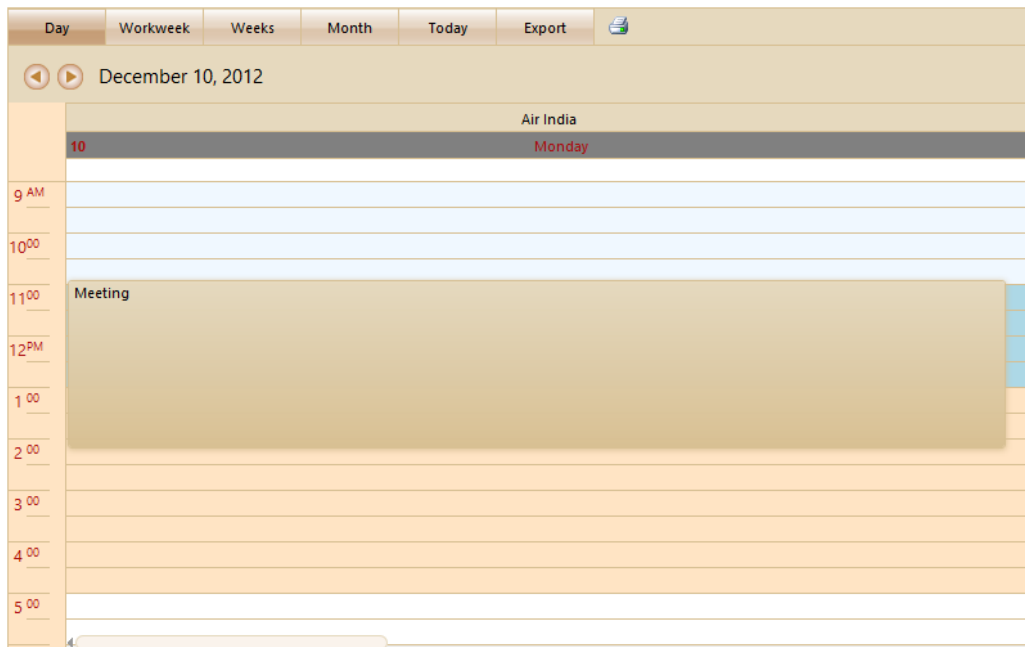 Day Workweek Weeks Month Today Export
December 10, 2012
Air India
10 Monday
9 AM
10 00
11 00 Meeting
12 PM
1 00
2 00
3 00
4 00
5 00